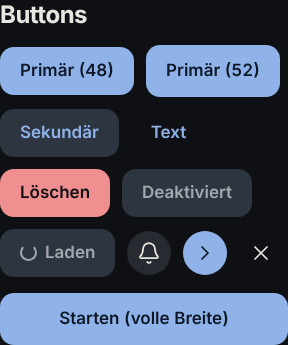 Buttons
Primär (48) Primär (52)
Sekundär Text
Löschen Deaktiviert
Laden
Starten (volle Breite)